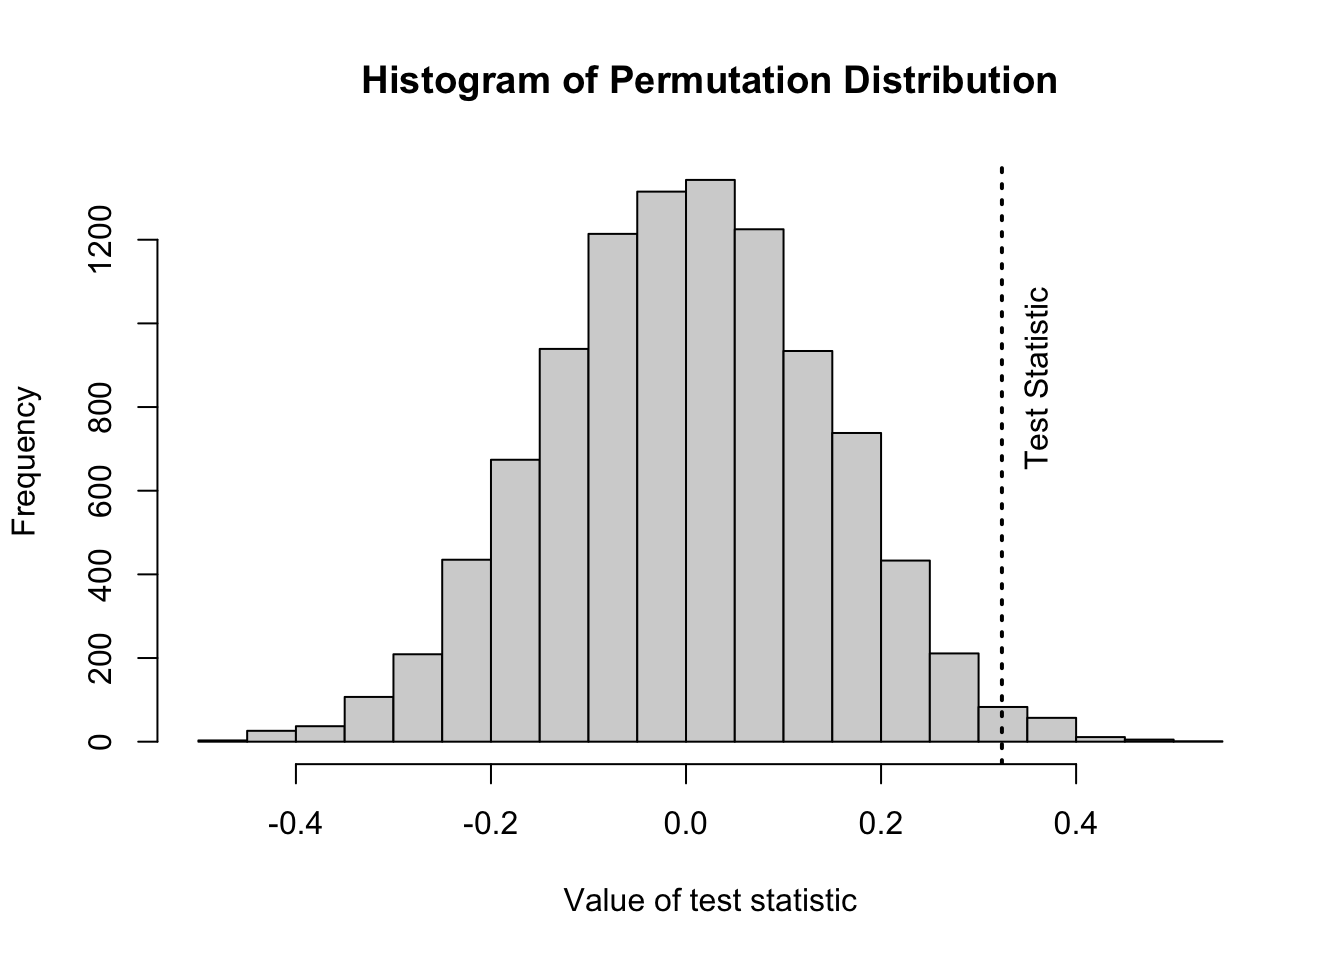 Histogram of Permutation Distribution
1200
800
600
400
200
0
Frequency
Test Statistic
-0.4 -0.2 0.0 0.2 0.4
Value of test statistic